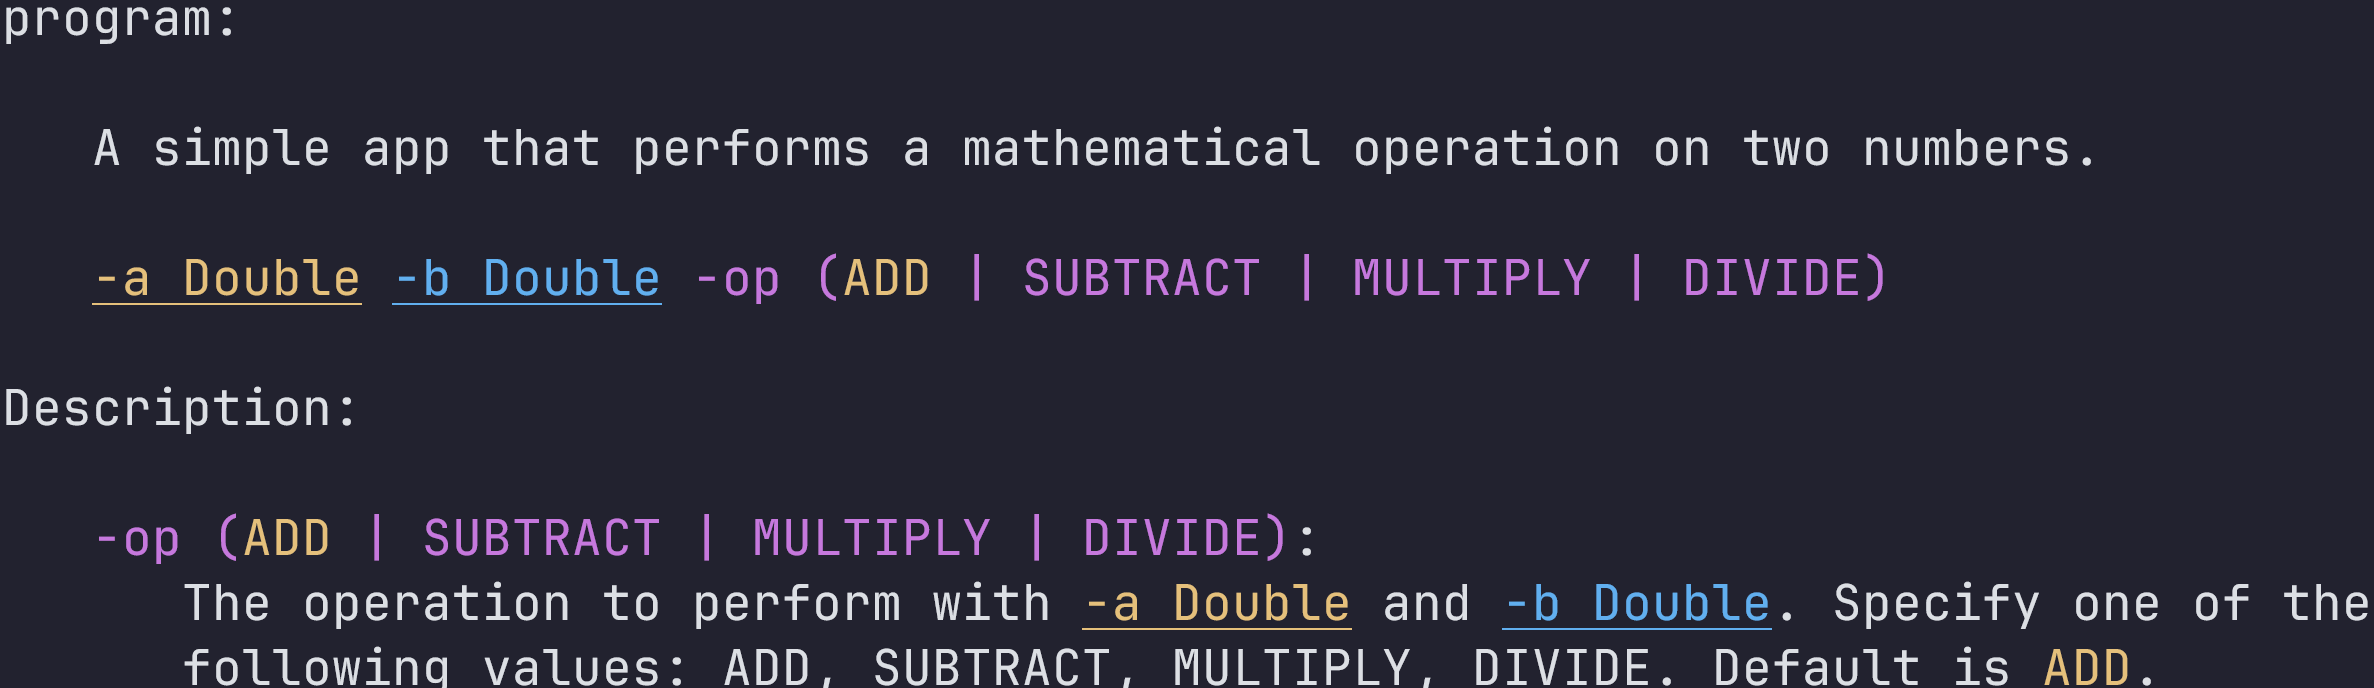 program:
A simple app that performs a mathematical operation on two numbers.
-a Double -b Double -op (ADD | SUBTRACT | MULTIPLY | DIVIDE)
Description:
-op (ADD | SUBTRACT | MULTIPLY | DIVIDE):
The operation to perform with -a Double and -b Double. Specify one of the
following values: ADD, SUBTRACT, MULTIPLY, DIVIDE. Default is ADD.